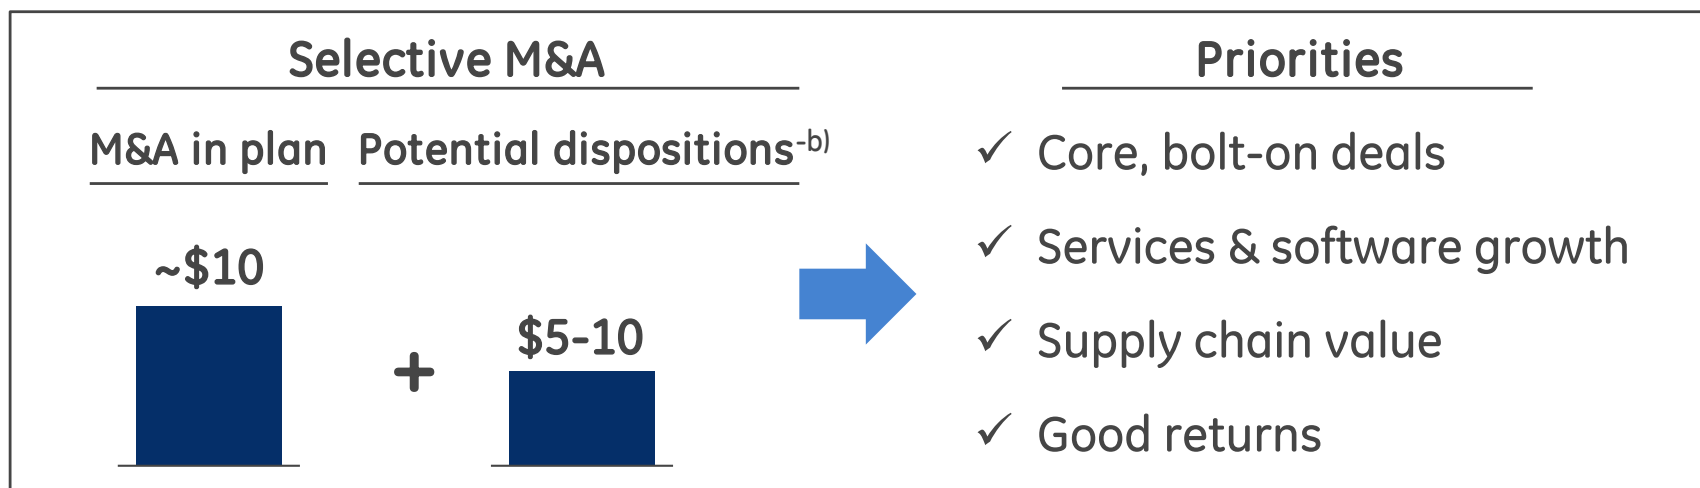 Selective M&A
M&A in plan
Potential dispositions-b)
~$10
+
$5-10
Priorities
✓ Core, bolt-on deals
✓ Services & software growth
✓ Supply chain value
✓ Good returns